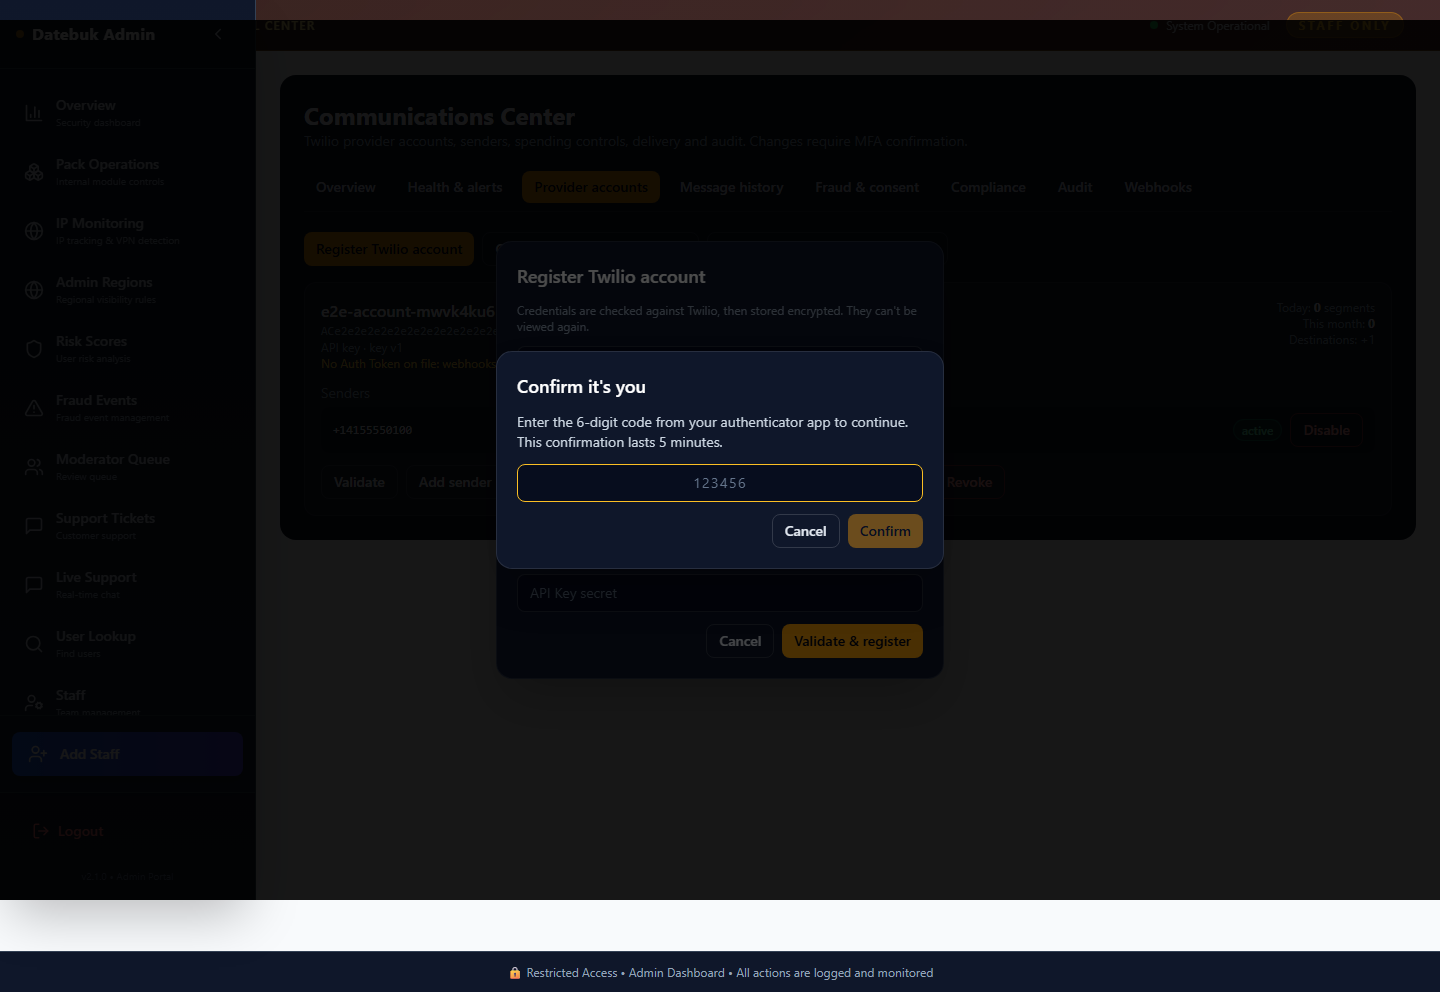 L CENTER
System Operational
STAFF ONLY
Datebuk Admin
Overview
Security dashboard
Pack Operations
Internal module controls
IP Monitoring
IP tracking & VPN detection
Admin Regions
Regional visibility rules
Risk Scores
User risk analysis
Fraud Events
Fraud event management
Moderator Queue
Review queue
Support Tickets
Customer support
Live Support
Real-time chat
User Lookup
Find users
Staff
Team management
Add Staff
Logout
v2.1.0 • Admin Portal
Communications Center
Twilio provider accounts, senders, spending controls, delivery and audit. Changes require MFA confirmation.
Overview Health & alerts Provider accounts Message history Fraud & consent Compliance Audit Webhooks
Register Twilio account
e2e-account-mwvk4ku6
ACe2e2e2e2e2e2e2e2e2e2e2e2e
API key · key v1
No Auth Token on file: webhooks
Today: 0 segments
This month: 0
Destinations: +1
Senders
+14155550100
active
Disable
Validate
Add sender
Revoke
Register Twilio account
Credentials are checked against Twilio, then stored encrypted. They can't be
viewed again.
Confirm it's you
Enter the 6-digit code from your authenticator app to continue.
This confirmation lasts 5 minutes.
123456
Cancel
Confirm
API Key secret
Cancel
Validate & register
Restricted Access • Admin Dashboard • All actions are logged and monitored